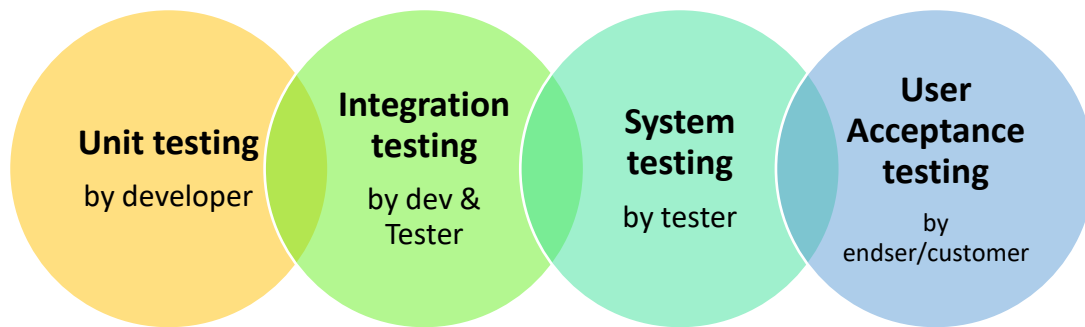 Unit testing
by developer
Integration
testing
by dev &
Tester
System
testing
by tester
User
Acceptance
testing
by
endser/customer